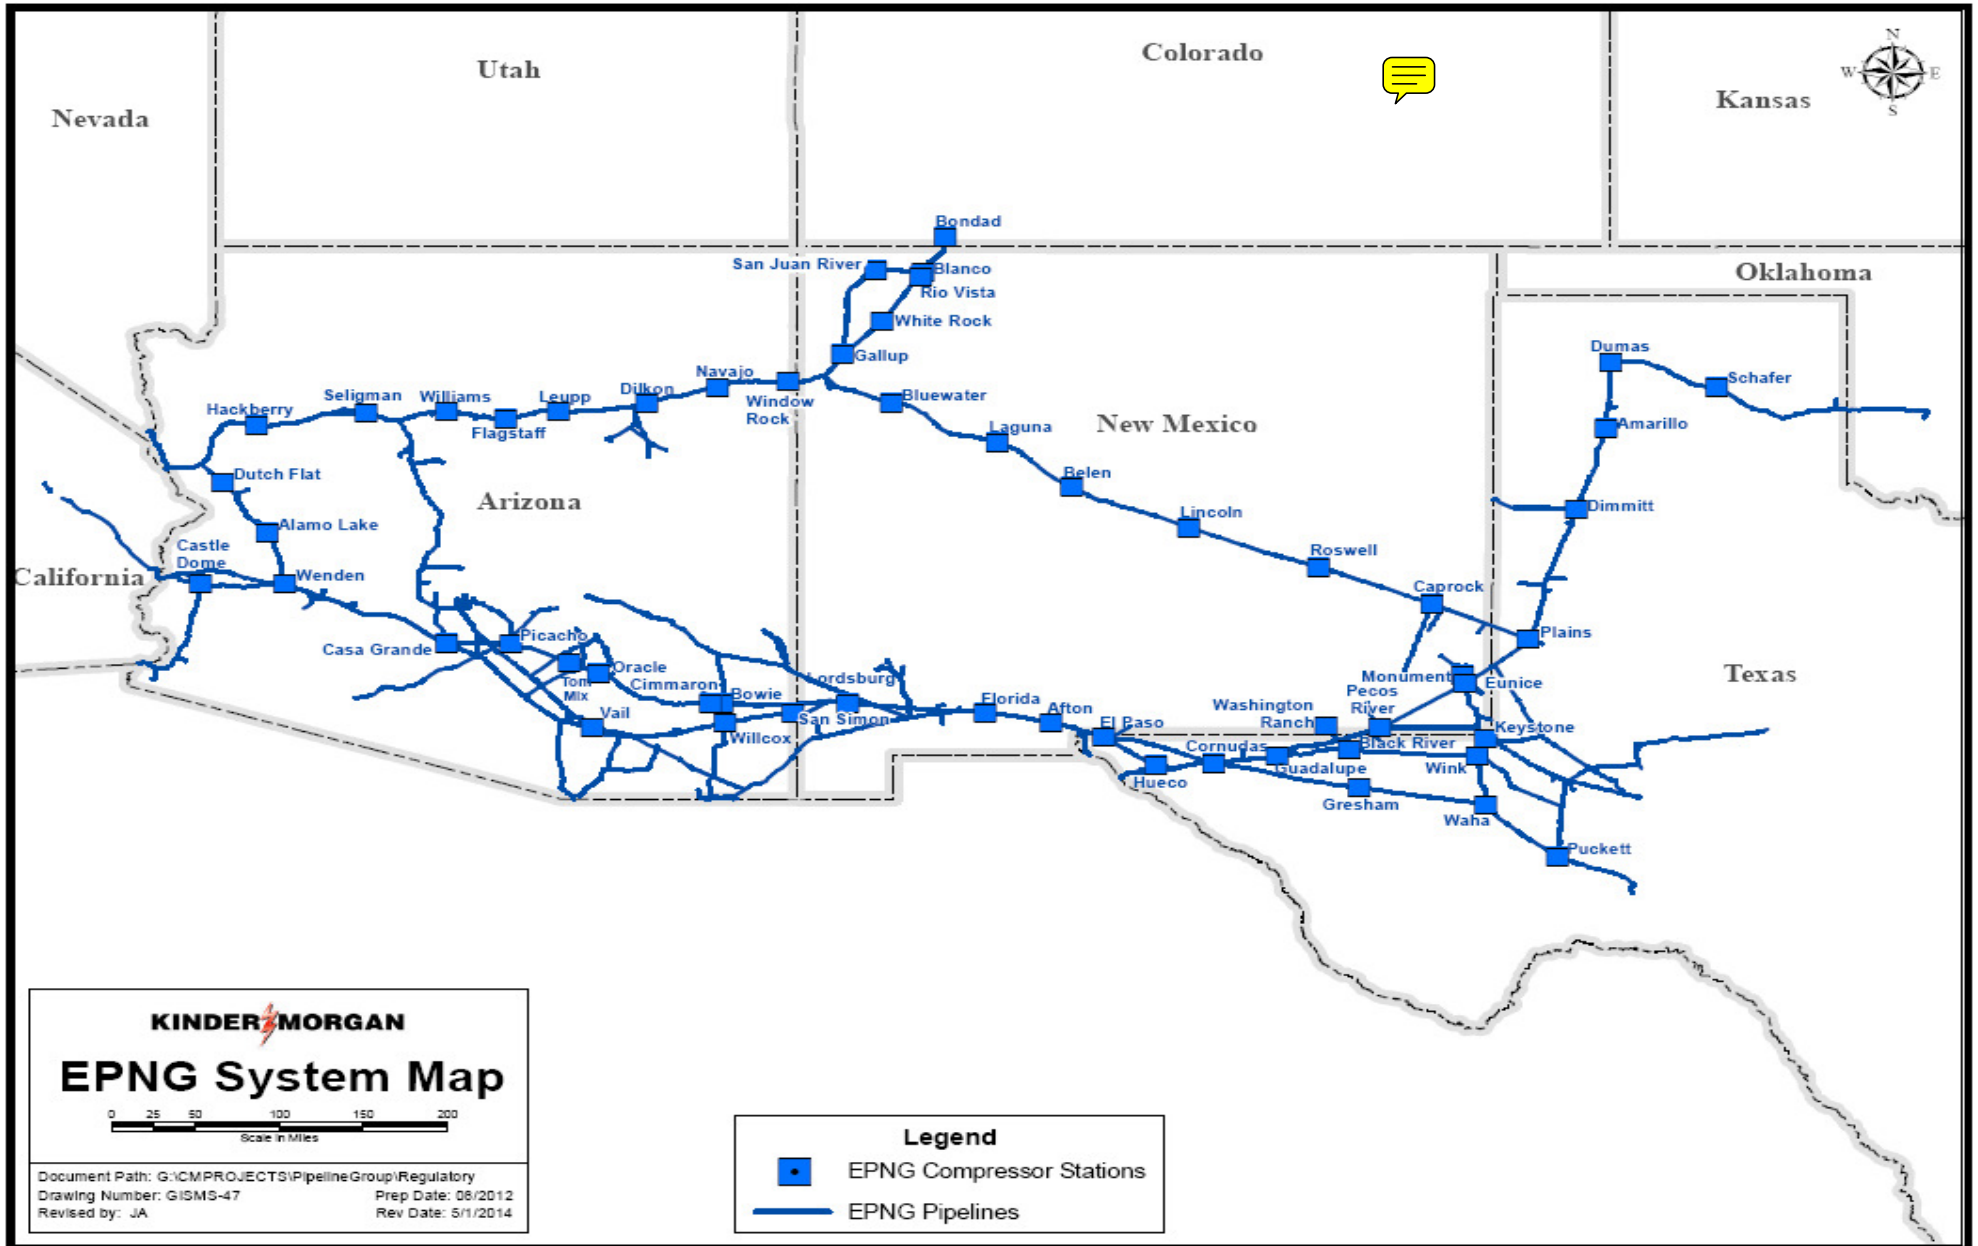 Utah
Colorado
Kansas
Nevada
N
W
E
S
Bondad
San Juan River
Blanco
Rio Vista
Oklahoma
White Rock
Gallup
Dumas
Schafer
Navajo
Window
Rock
Dilkon
Leupp
Williams
Flagstaff
Seligman
Hackberry
Bluewater
Laguna
New Mexico
Amarillo
Dutch Flat
Arizona
Belen
Dimmitt
Alamo Lake
Lincoln
Castle
Dome
California
Wenden
Roswell
Caprock
Plains
Casa Grande
Picacho
Tom
Mix
Oracle
Cimmaron
Bowie
Lordsburg
San Simon
Vail
Willcox
Florida
Afton
El Paso
Washington
Ranch
Monument
Pecos
River
Eunice
Texas
Keystone
Cornudas
Guadalupe
Black River
Wink
Hueco
Gresham
Waha
Puckett
KINDER MORGAN
EPNG System Map
0 25 50 100 150 200
Scale In Miles
Document Path: G:\CMPROJECTS\PipelineGroup\Regulatory
Drawing Number: GISMS-47 Prep Date: 06/2012
Revised by: JA Rev Date: 5/1/2014
Legend
EPNG Compressor Stations
EPNG Pipelines